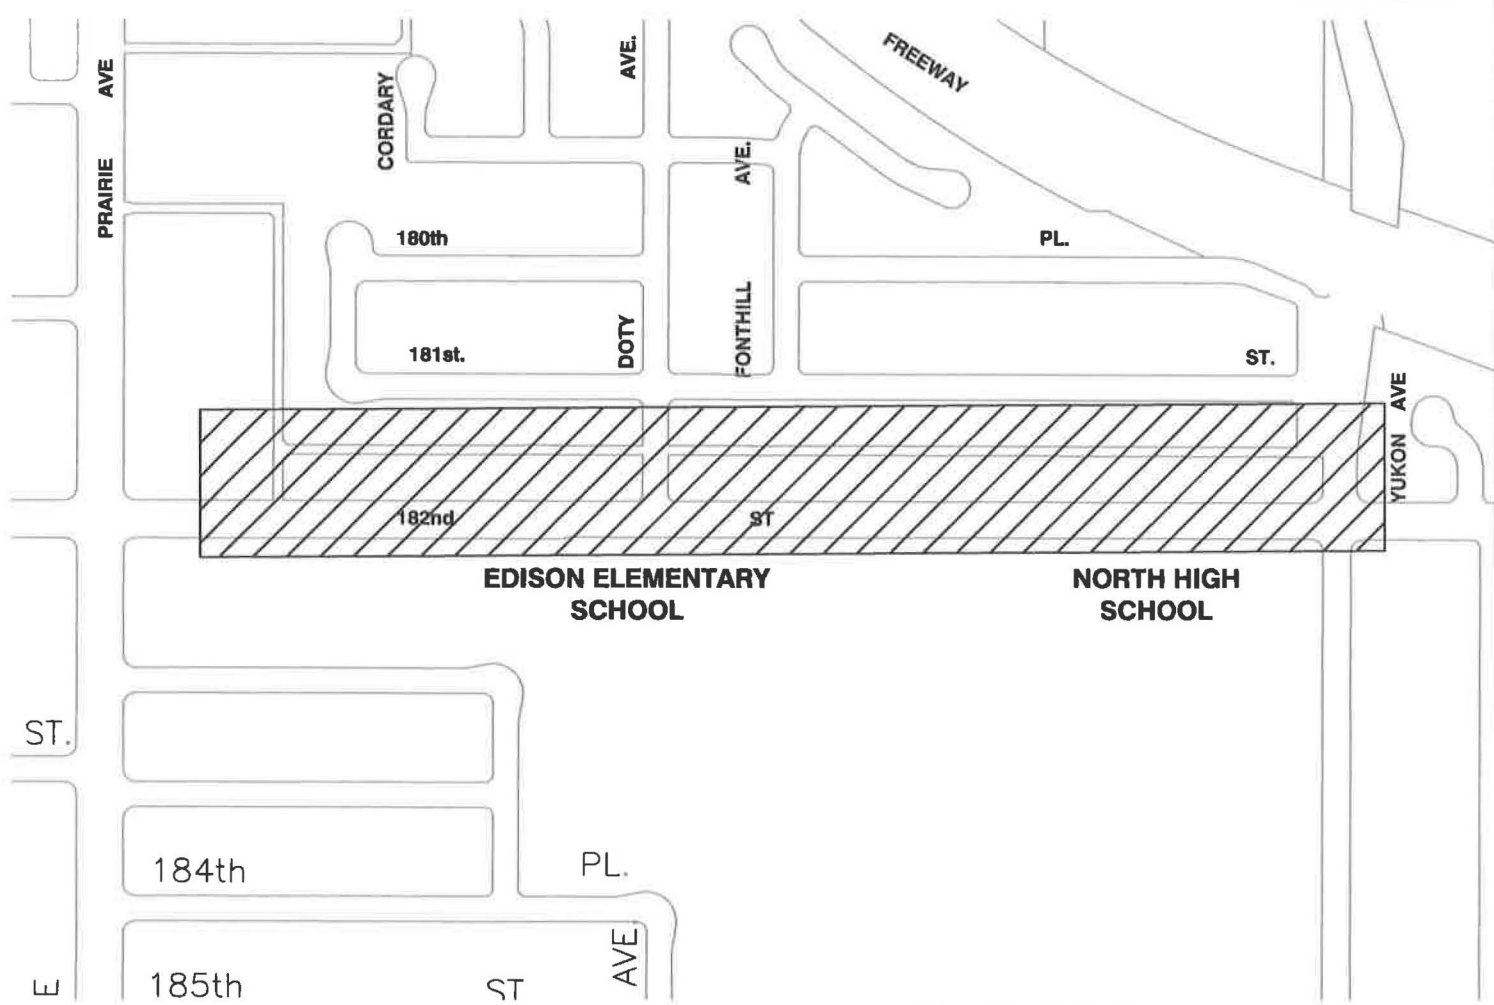 FREEWAY
PRAIRIE AVE
CORDARY
AVE.
AVE.
180th
PL.
DOTY
FONTHILL
181st.
ST.
YUKON AVE
182nd
ST
EDISON ELEMENTARY
SCHOOL
NORTH HIGH
SCHOOL
ST.
184th
PL.
AVE.
185th
ST
E